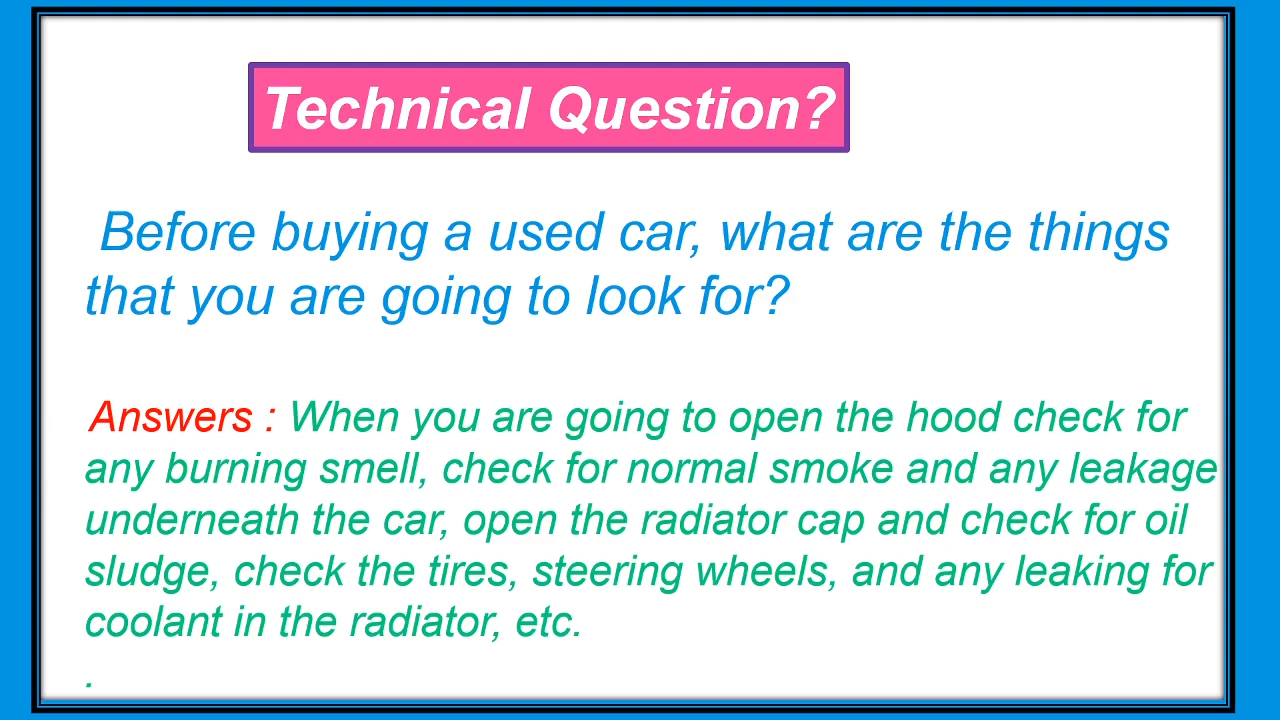 Technical Question?
Before buying a used car, what are the things
that you are going to look for?
Answers : When you are going to open the hood check for
any burning smell, check for normal smoke and any leakage
underneath the car, open the radiator cap and check for oil
sludge, check the tires, steering wheels, and any leaking for
coolant in the radiator, etc.
.